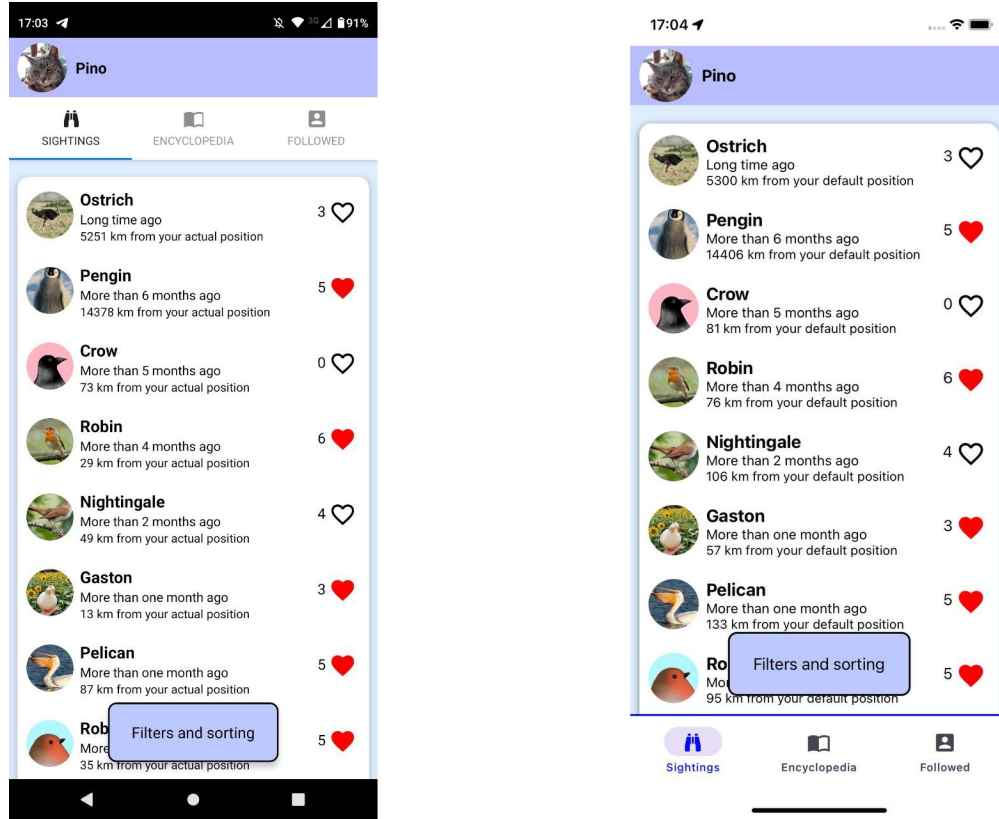 17:03
3G
91%
Pino
SIGHTINGS
ENCYCLOPEDIA
FOLLOWED
Ostrich
Long time ago
5251 km from your actual position
3
Pengin
More than 6 months ago
14378 km from your actual position
5
Crow
More than 5 months ago
73 km from your actual position
0
Robin
More than 4 months ago
29 km from your actual position
6
Nightingale
More than 2 months ago
49 km from your actual position
4
Gaston
More than one month ago
13 km from your actual position
3
Pelican
More than one month ago
87 km from your actual position
5
Rob
More
35 km from your actual position
5
Filters and sorting
17:04
Pino
Ostrich
Long time ago
5300 km from your default position
3
Pengin
More than 6 months ago
14406 km from your default position
5
Crow
More than 5 months ago
81 km from your default position
0
Robin
More than 4 months ago
76 km from your default position
6
Nightingale
More than 2 months ago
106 km from your default position
4
Gaston
More than one month ago
57 km from your default position
3
Pelican
More than one month ago
133 km from your default position
5
Ro
Mor
95 km from your default position
5
Filters and sorting
Sightings
Encyclopedia
Followed